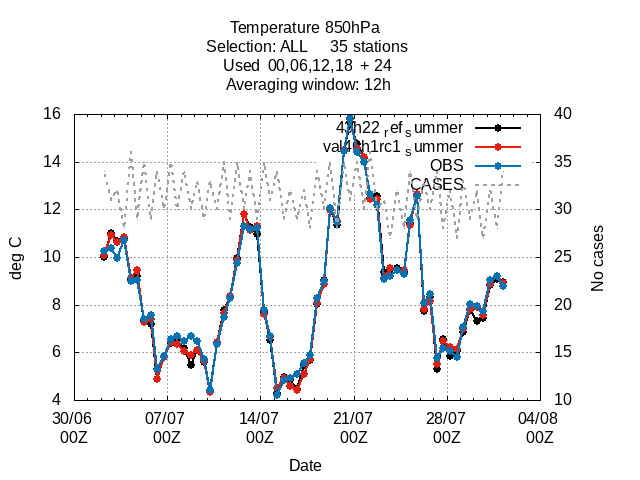 Temperature 850hPa
Selection: ALL 35 stations
Used 00,06,12,18 + 24
Averaging window: 12h
16
14
12
10
8
6
4
40
35
30
25
20
15
10
deg C
No cases
ref_summer
summer
OBS
CASES
30/06 07/07 14/07 21/07 28/07 04/08
00Z 00Z 00Z 00Z 00Z 00Z
Date